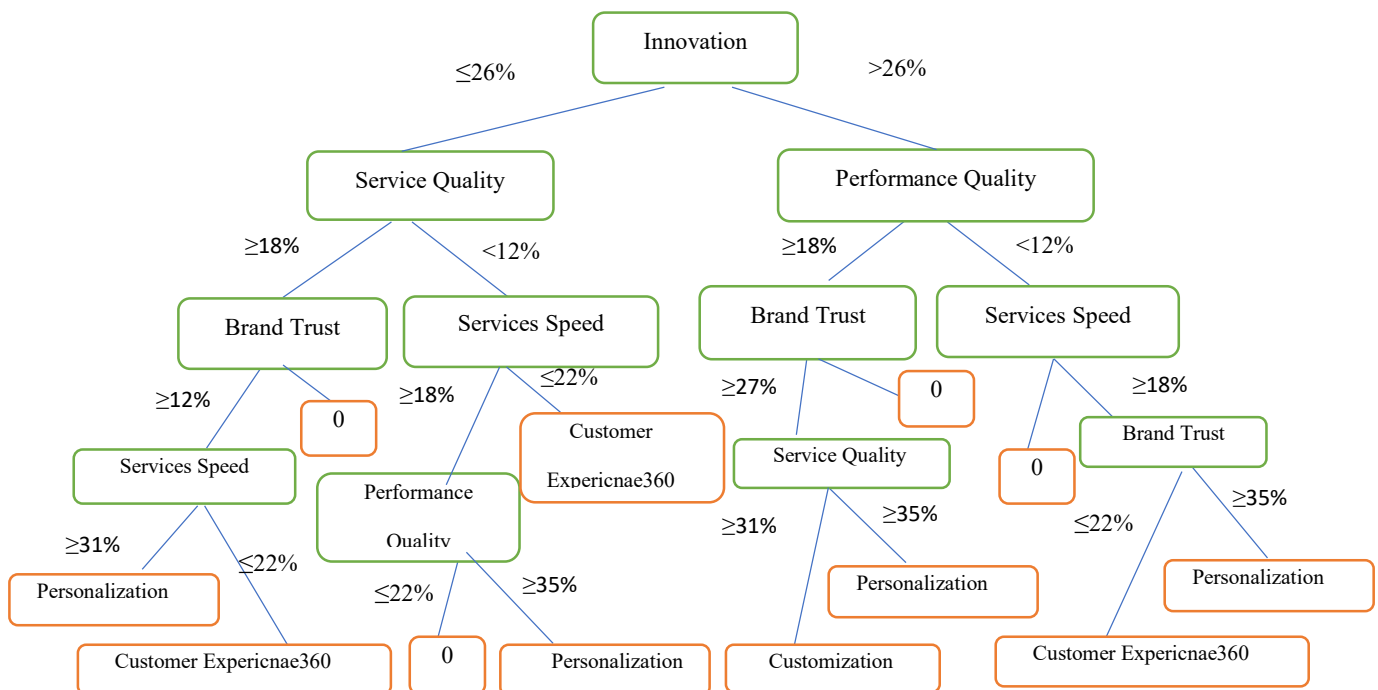 Innovation
≤26%
>26%
Service Quality
Performance Quality
≥18%
<12%
≥18%
<12%
Brand Trust
Services Speed
Brand Trust
Services Speed
≥12%
0
≥18%
≤22%
≥27%
0
≥18%
Services Speed
Customer
Expericnae360
Service Quality
0
Brand Trust
Performance
Quality
≥31%
≤22%
≥31%
≥35%
≤22%
≥35%
Personalization
≤22%
≥35%
Personalization
Personalization
Customer Expericnae360
0
Personalization
Customization
Customer Expericnae360